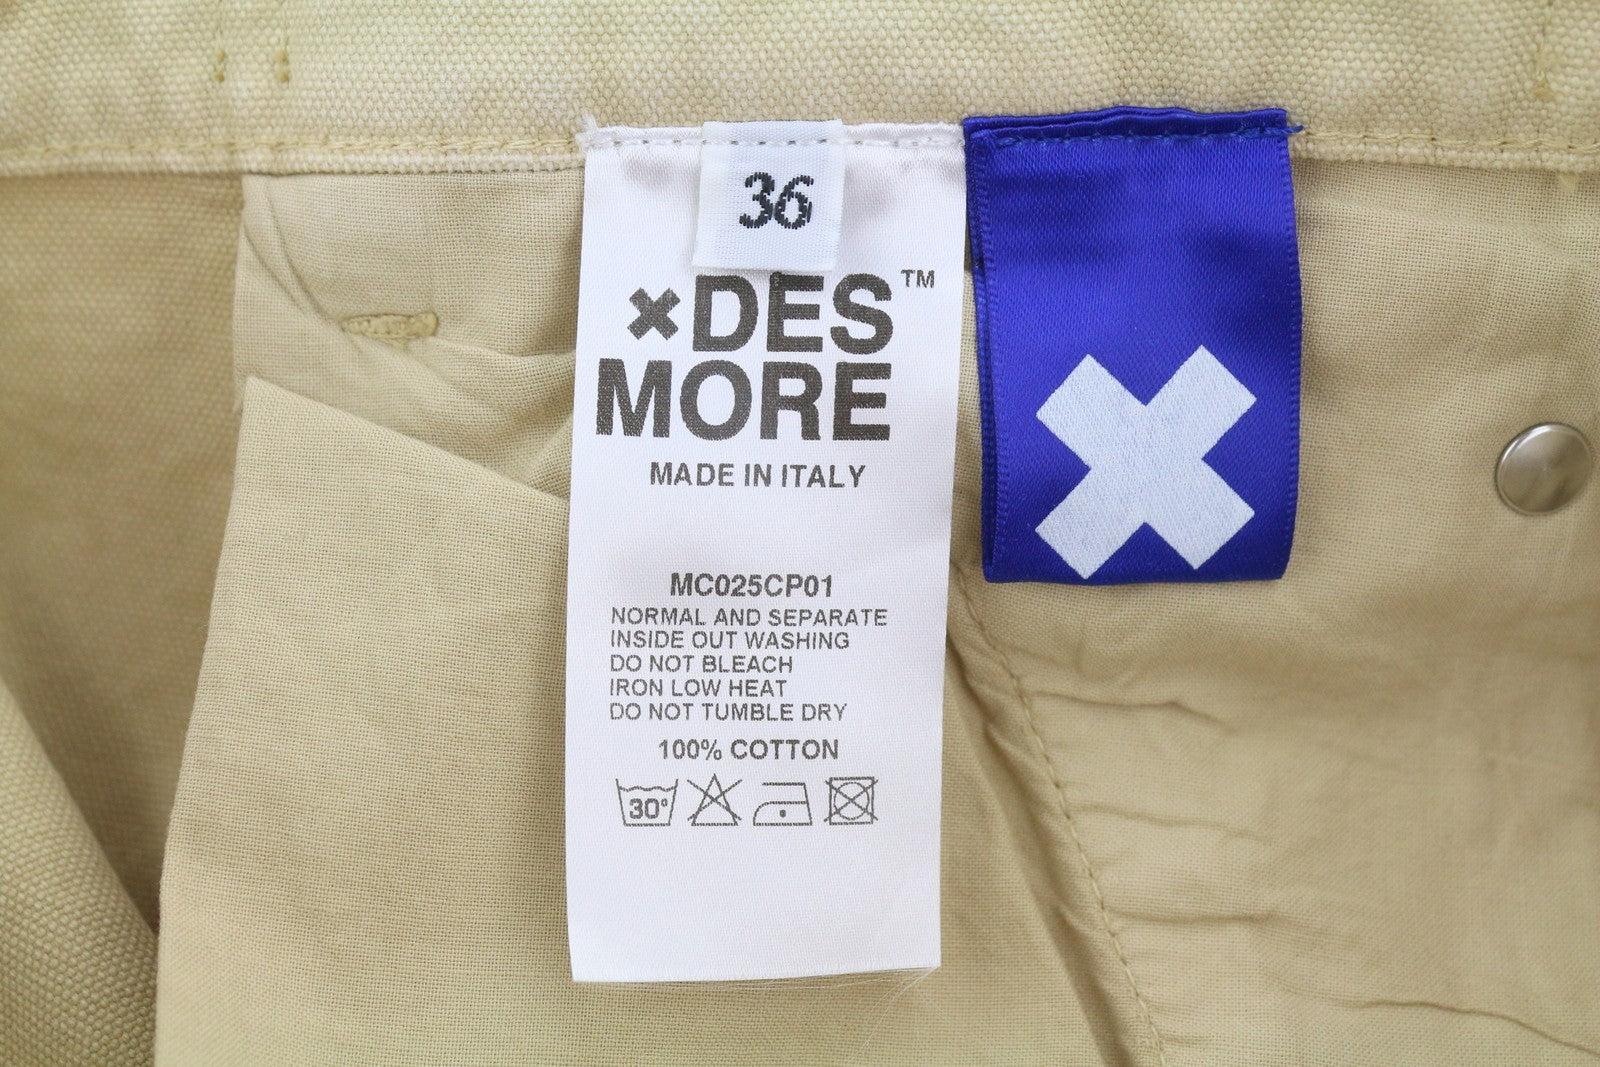 36
×DES™
MORE
MADE IN ITALY
MC025CP01
NORMAL AND SEPARATE
INSIDE OUT WASHING
DO NOT BLEACH
IRON LOW HEAT
DO NOT TUMBLE DRY
100% COTTON
30°